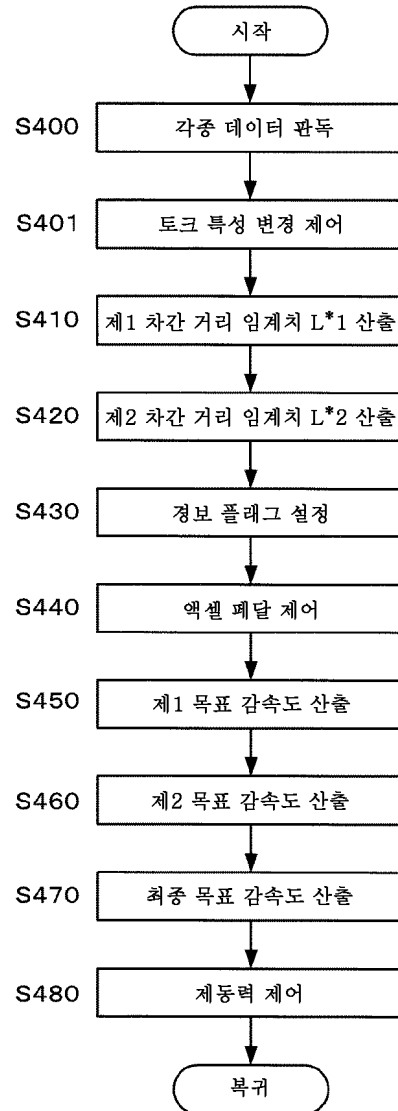 시작
S400 각종 데이터 판독
S401 토크 특성 변경 제어
S410 제1 차간 거리 임계치 L*1 산출
S420 제2 차간 거리 임계치 L*2 산출
S430 경보 플래그 설정
S440 액셀 페달 제어
S450 제1 목표 감속도 산출
S460 제2 목표 감속도 산출
S470 최종 목표 감속도 산출
S480 제동력 제어
복귀